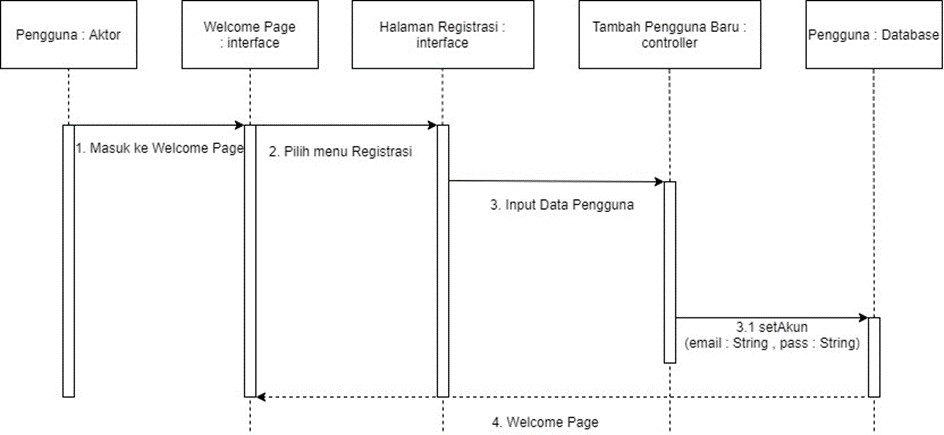 Pengguna : Aktor
Welcome Page
: interface
Halaman Registrasi :
interface
Tambah Pengguna Baru :
controller
Pengguna : Database
1. Masuk ke Welcome Page
2. Pilih menu Registrasi
3. Input Data Pengguna
3.1 setAkun
(email : String , pass : String)
4. Welcome Page